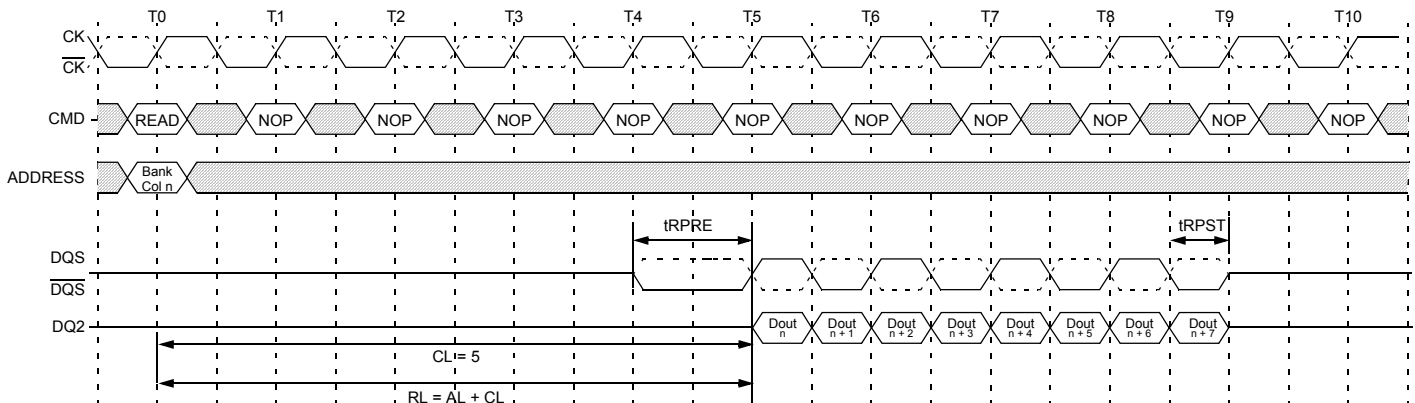 T0 T1 T2 T3 T4 T5 T6 T7 T8 T9 T10
CK
CK
CMD READ NOP NOP NOP NOP NOP NOP NOP NOP NOP NOP
ADDRESS Bank
Col n
tRPRE tRPST
DQS
DQS
DQ2 Dout Dout Dout Dout Dout Dout Dout Dout
n n + 1 n + 2 n + 3 n + 4 n + 5 n + 6 n + 7
CL = 5
RL = AL + CL